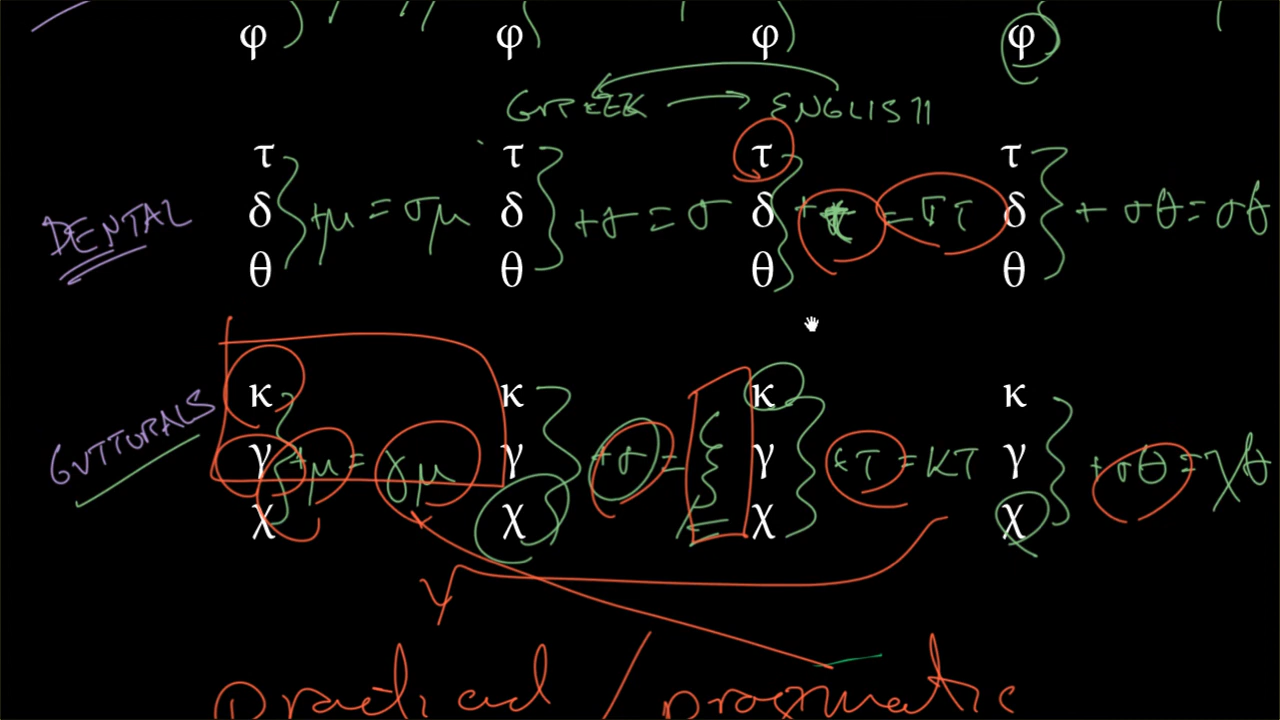 φ φ φ φ
GREEK → ENGLISH
τ τ τ τ
DENTAL δ } +μ = σμ δ } +σ = σ δ } +τ = στ δ } + σθ = σθ
θ θ θ θ
κ κ κ κ
GUTTURALS γ } +μ = γμ γ } +σ = ξ γ } +τ = κτ γ } +σθ = χθ
χ χ χ χ
practical / pragmatic